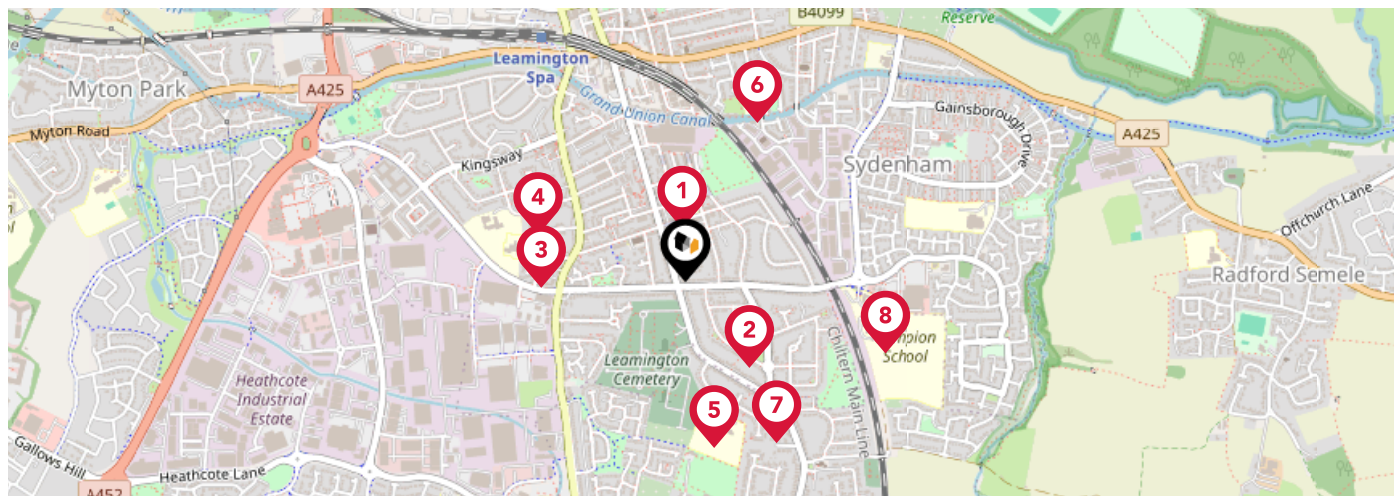 B4099
Reserve
Leamington
Spa
Myton Park
A425
6
Grand Union Canal
Gainsborough Drive
Myton Road
A425
Kingsway
Sydenham
1
4
Offchurch Lane
3
Radford Semele
8
2
Chiltern Main Line
School
Leamington
Cemetery
Heathcote
Industrial
Estate
5
7
Gallows Hill
Heathcote Lane
A452